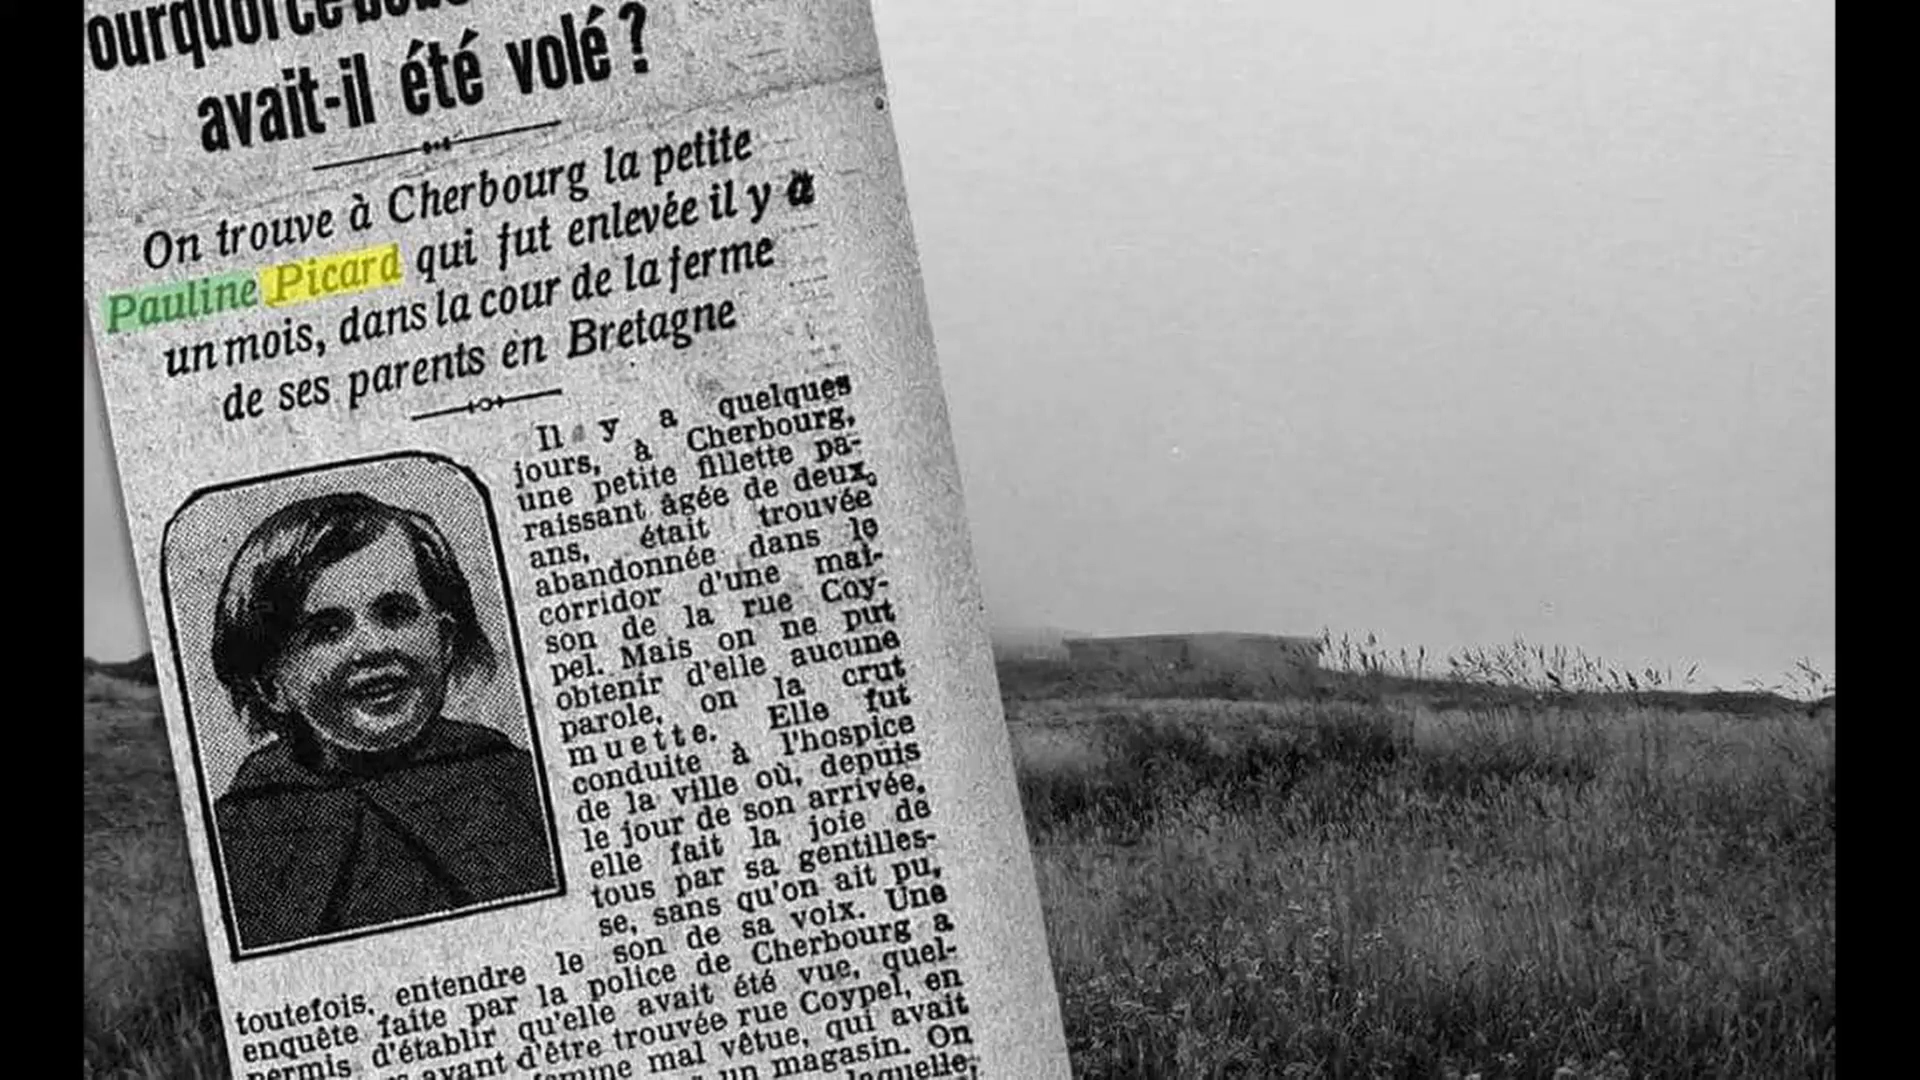 avait-il été volé ?
On trouve à Cherbourg la petite
Pauline Picard qui fut enlevée il y a
un mois, dans la cour de la ferme
de ses parents en Bretagne
Il y a quelques
jours, à Cherbourg,
une petite fillette pa-
raissant âgée de deux
ans, était trouvée
abandonnée dans le
corridor d'une mai-
son de la rue Coy-
pel. Mais on ne put
obtenir d'elle aucune
parole, on la crut
muette. Elle fut
conduite à l'hospice
de la ville où, depuis
le jour de son arrivée,
elle fait la joie de
tous par sa gentilles-
se, sans qu'on ait pu,
toutefois, entendre le son de sa voix. Une
enquête faite par la police de Cherbourg a
permis d'établir qu'elle avait été vue, quel-
avant d'être trouvée rue Coypel, en
femme mal vêtue, qui avait
un magasin. On
laquelle,